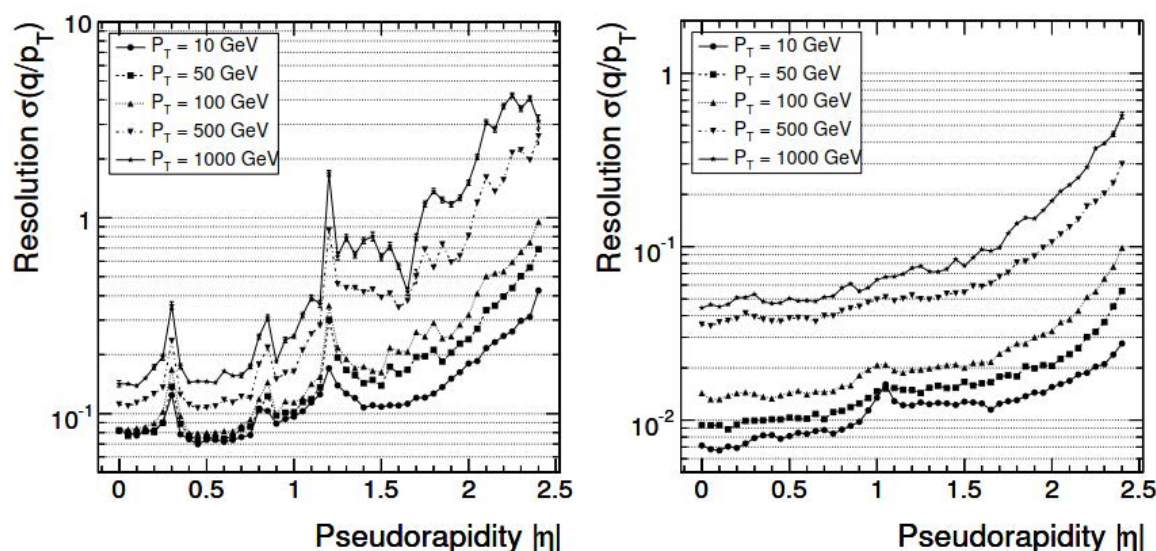 Resolution σ(q/pT)
10
1
10-1
P_T = 10 GeV
P_T = 50 GeV
P_T = 100 GeV
P_T = 500 GeV
P_T = 1000 GeV
0 0.5 1 1.5 2 2.5
Pseudorapidity |η|
Resolution σ(q/pT)
1
10-1
10-2
P_T = 10 GeV
P_T = 50 GeV
P_T = 100 GeV
P_T = 500 GeV
P_T = 1000 GeV
0 0.5 1 1.5 2 2.5
Pseudorapidity |η|